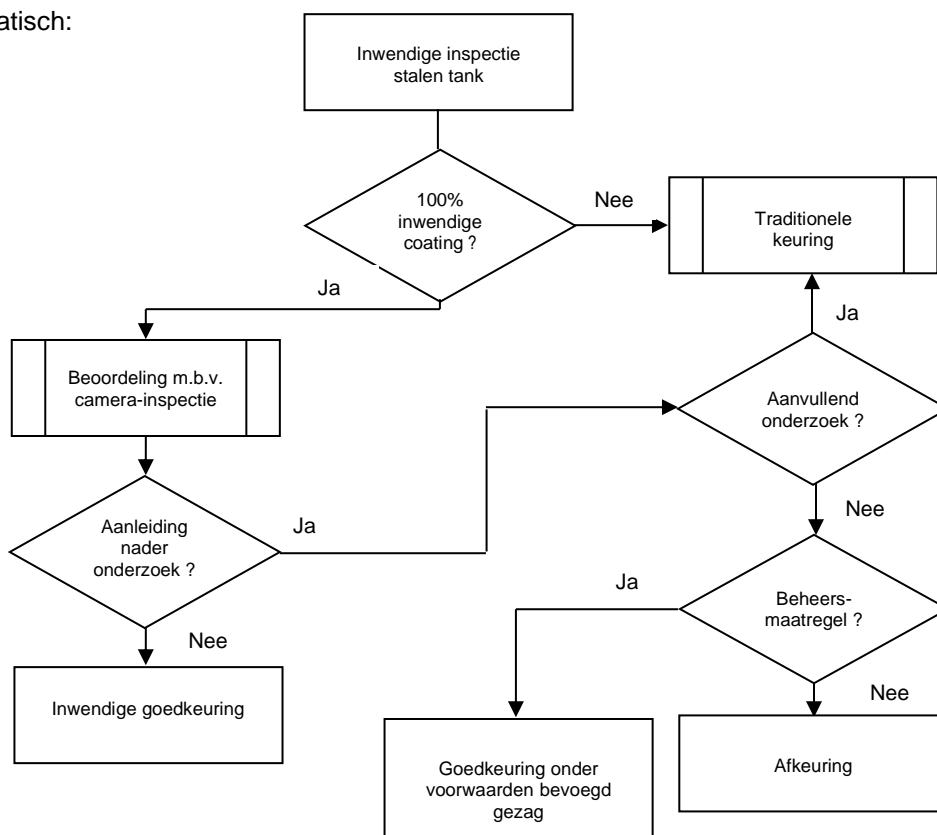 atisch:
Inwendige inspectie
stalen tank
100%
inwendige
coating ?
Nee
Traditionele
keuring
Ja
Ja
Beoordeling m.b.v.
camera-inspectie
Aanvullend
onderzoek ?
Aanleiding
nader
onderzoek ?
Ja
Nee
Ja
Beheers-
maatregel ?
Nee
Inwendige goedkeuring
Nee
Goedkeuring onder
voorwaarden bevoegd
gezag
Afkeuring